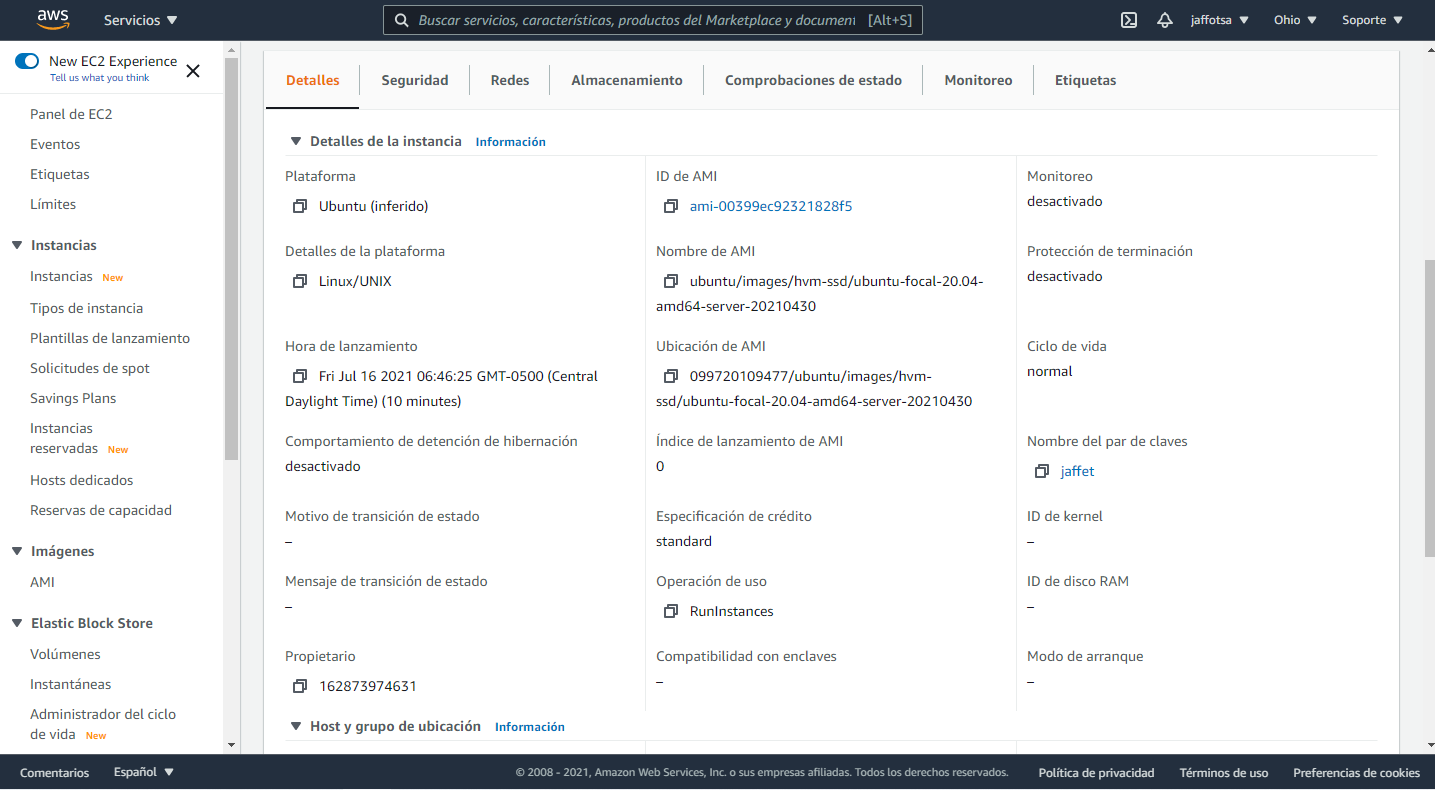 aws
Servicios
Buscar servicios, características, productos del Marketplace y document
[Alt+S]
jaffotsa
Ohio
Soporte
New EC2 Experience
Tell us what you think
Panel de EC2
Eventos
Etiquetas
Límites
Instancias
Instancias New
Tipos de instancia
Plantillas de lanzamiento
Solicitudes de spot
Savings Plans
Instancias
reservadas New
Hosts dedicados
Reservas de capacidad
Imágenes
AMI
Elastic Block Store
Volúmenes
Instantáneas
Administrador del ciclo
de vida New
Detalles
Seguridad
Redes
Almacenamiento
Comprobaciones de estado
Monitoreo
Etiquetas
Detalles de la instancia Información
Plataforma
Ubuntu (inferido)
ID de AMI
ami-00399ec92321828f5
Monitoreo
desactivado
Detalles de la plataforma
Linux/UNIX
Nombre de AMI
ubuntu/images/hvm-ssd/ubuntu-focal-20.04-
amd64-server-20210430
Protección de terminación
desactivado
Hora de lanzamiento
Fri Jul 16 2021 06:46:25 GMT-0500 (Central
Daylight Time) (10 minutes)
Ubicación de AMI
099720109477/ubuntu/images/hvm-
ssd/ubuntu-focal-20.04-amd64-server-20210430
Ciclo de vida
normal
Comportamiento de detención de hibernación
desactivado
Índice de lanzamiento de AMI
0
Nombre del par de claves
jaffet
Motivo de transición de estado
–
Especificación de crédito
standard
ID de kernel
–
Mensaje de transición de estado
–
Operación de uso
RunInstances
ID de disco RAM
–
Propietario
162873974631
Compatibilidad con enclaves
–
Modo de arranque
–
Host y grupo de ubicación Información
Comentarios
Español
© 2008 - 2021, Amazon Web Services, Inc. o sus empresas afiliadas. Todos los derechos reservados.
Política de privacidad
Términos de uso
Preferencias de cookies